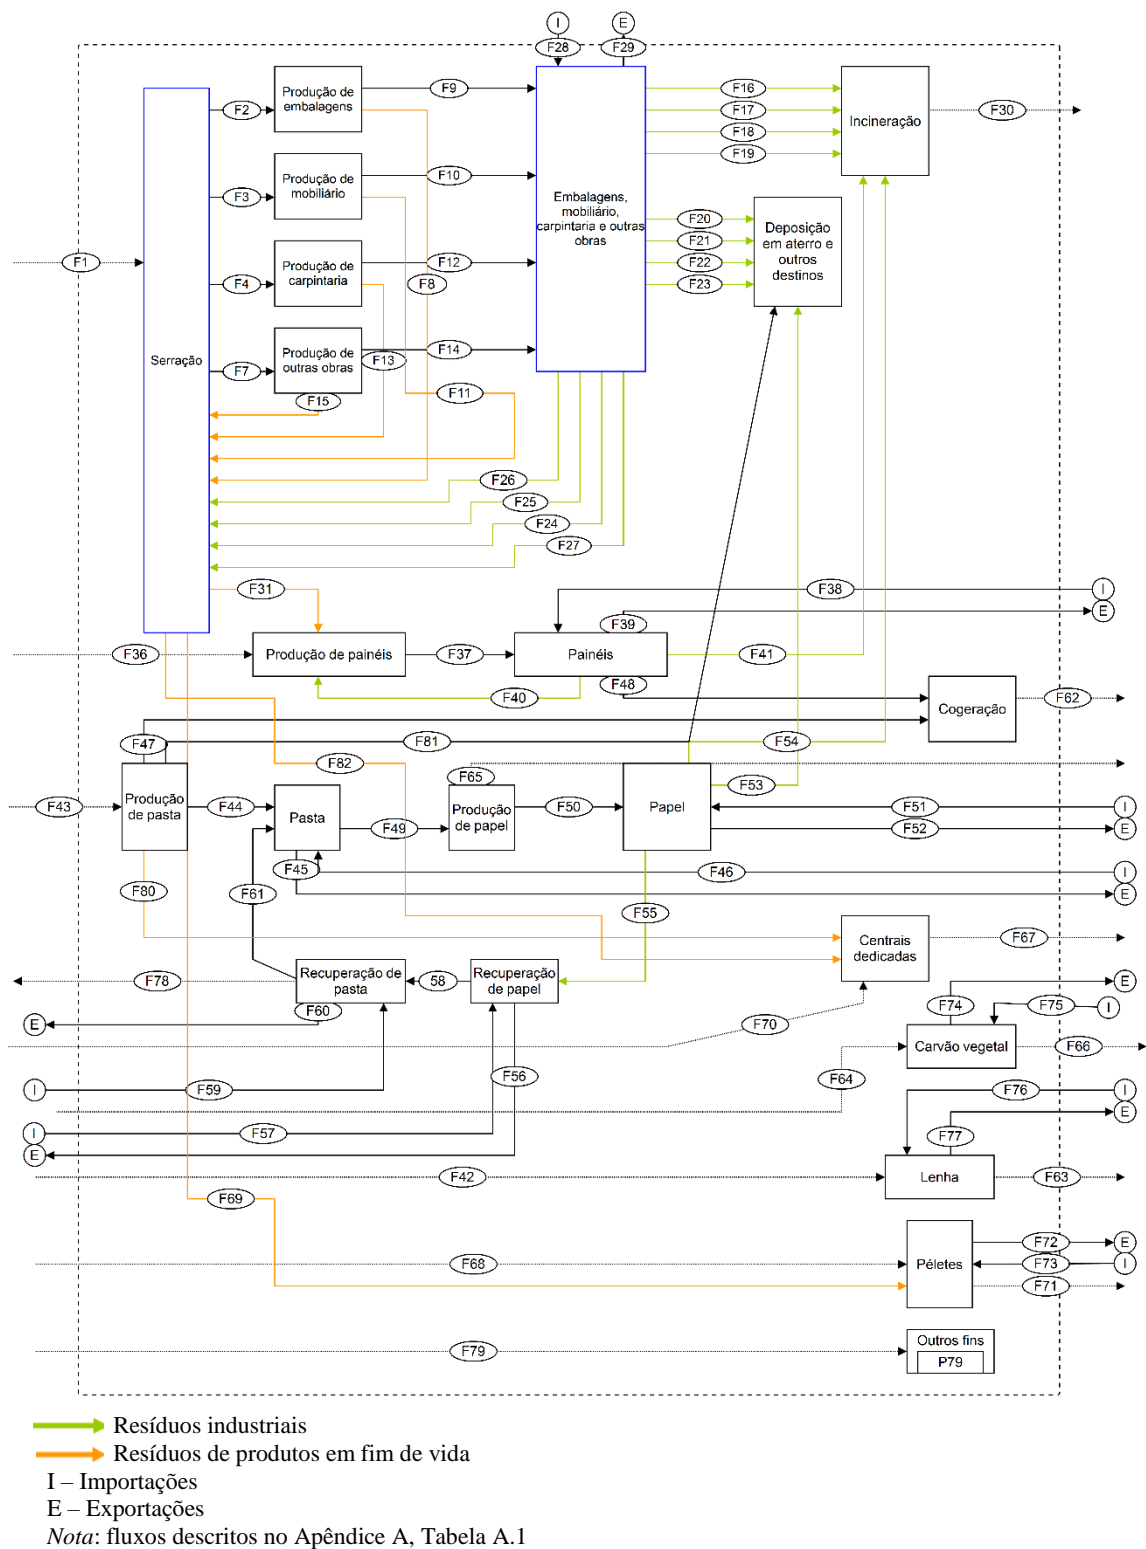 I
E
F28
F29
F2
Produção de
embalagens
F9
F16
F17
F18
F19
Incineração
F30
F8
F3
Produção de
mobiliário
F10
Embalagens,
mobiliário,
carpintaria e outras
obras
F20
F21
F22
F23
Deposição
em aterro e
outros
destinos
F1
F4
Produção de
carpintaria
F12
Serração
F7
Produção de
outras obras
F14
F13
F15
F11
F26
F25
F24
F27
F31
F38
I
E
F39
F36
Produção de painéis
F37
Painéis
F41
F40
F48
Cogeração
F62
F47
F81
F54
F82
F65
F53
F43
Produção
de pasta
F44
Pasta
F49
Produção
de papel
F50
Papel
F51
I
F52
E
F45
F46
I
E
F80
F61
F55
Centrais
dedicadas
F67
F78
Recuperação de
pasta
58
Recuperação
de papel
F60
E
F70
F74
E
F75
I
Carvão vegetal
F66
F56
F64
I
F59
F76
I
E
F77
I
F57
E
F42
Lenha
F63
F69
F68
Péletes
F72
E
F73
I
F71
F79
Outros fins
P79
Resíduos industriais
Resíduos de produtos em fim de vida
I – Importações
E – Exportações
Nota: fluxos descritos no Apêndice A, Tabela A.1